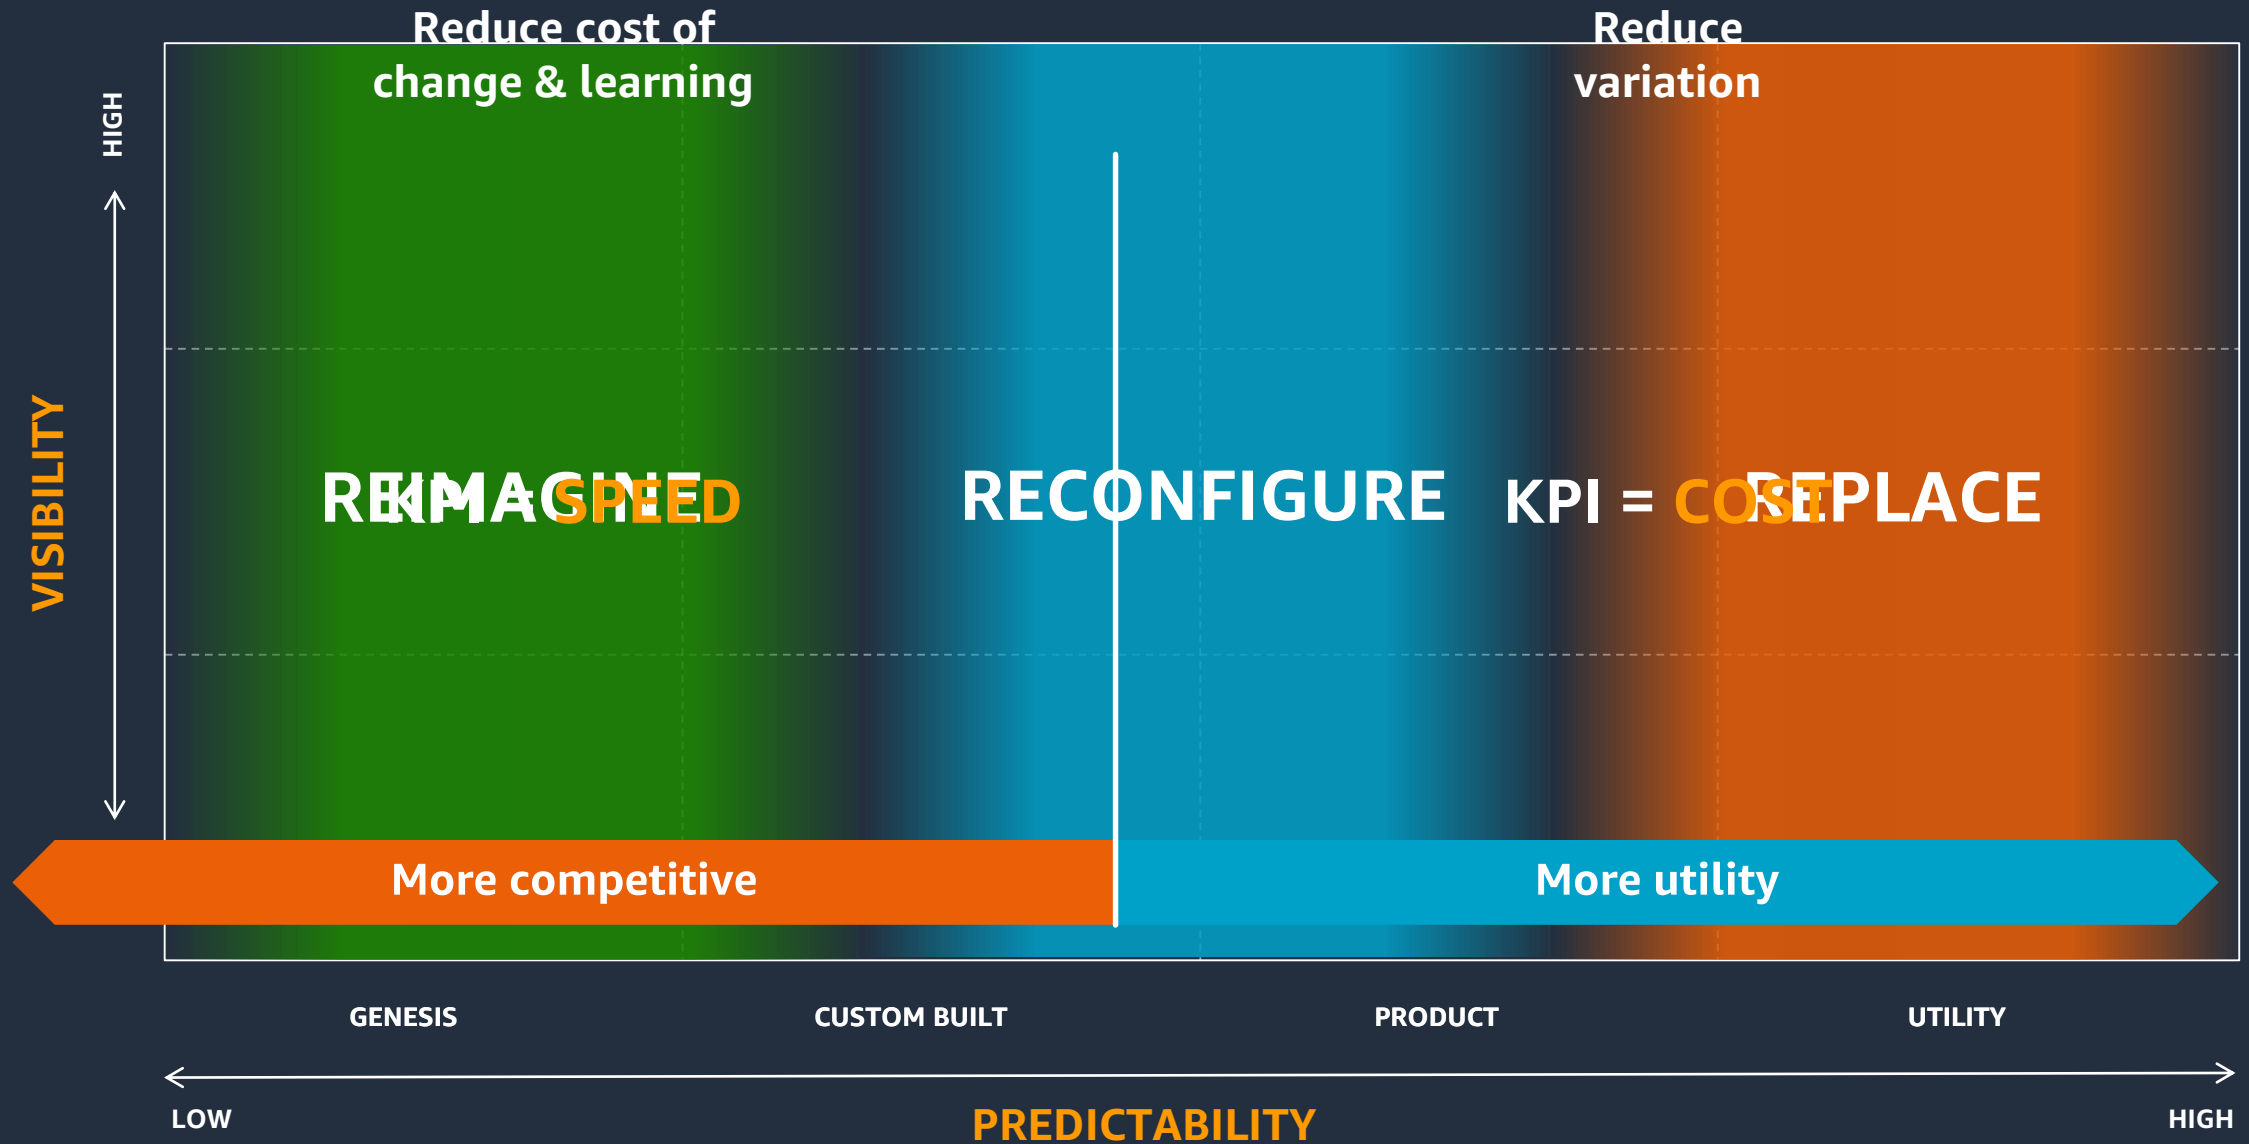 Reduce cost of
change & learning
Reduce
variation
HIGH
VISIBILITY
REIMAGINE
KPI = SPEED
RECONFIGURE
KPI = COST
REPLACE
More competitive
More utility
GENESIS
CUSTOM BUILT
PRODUCT
UTILITY
LOW
PREDICTABILITY
HIGH